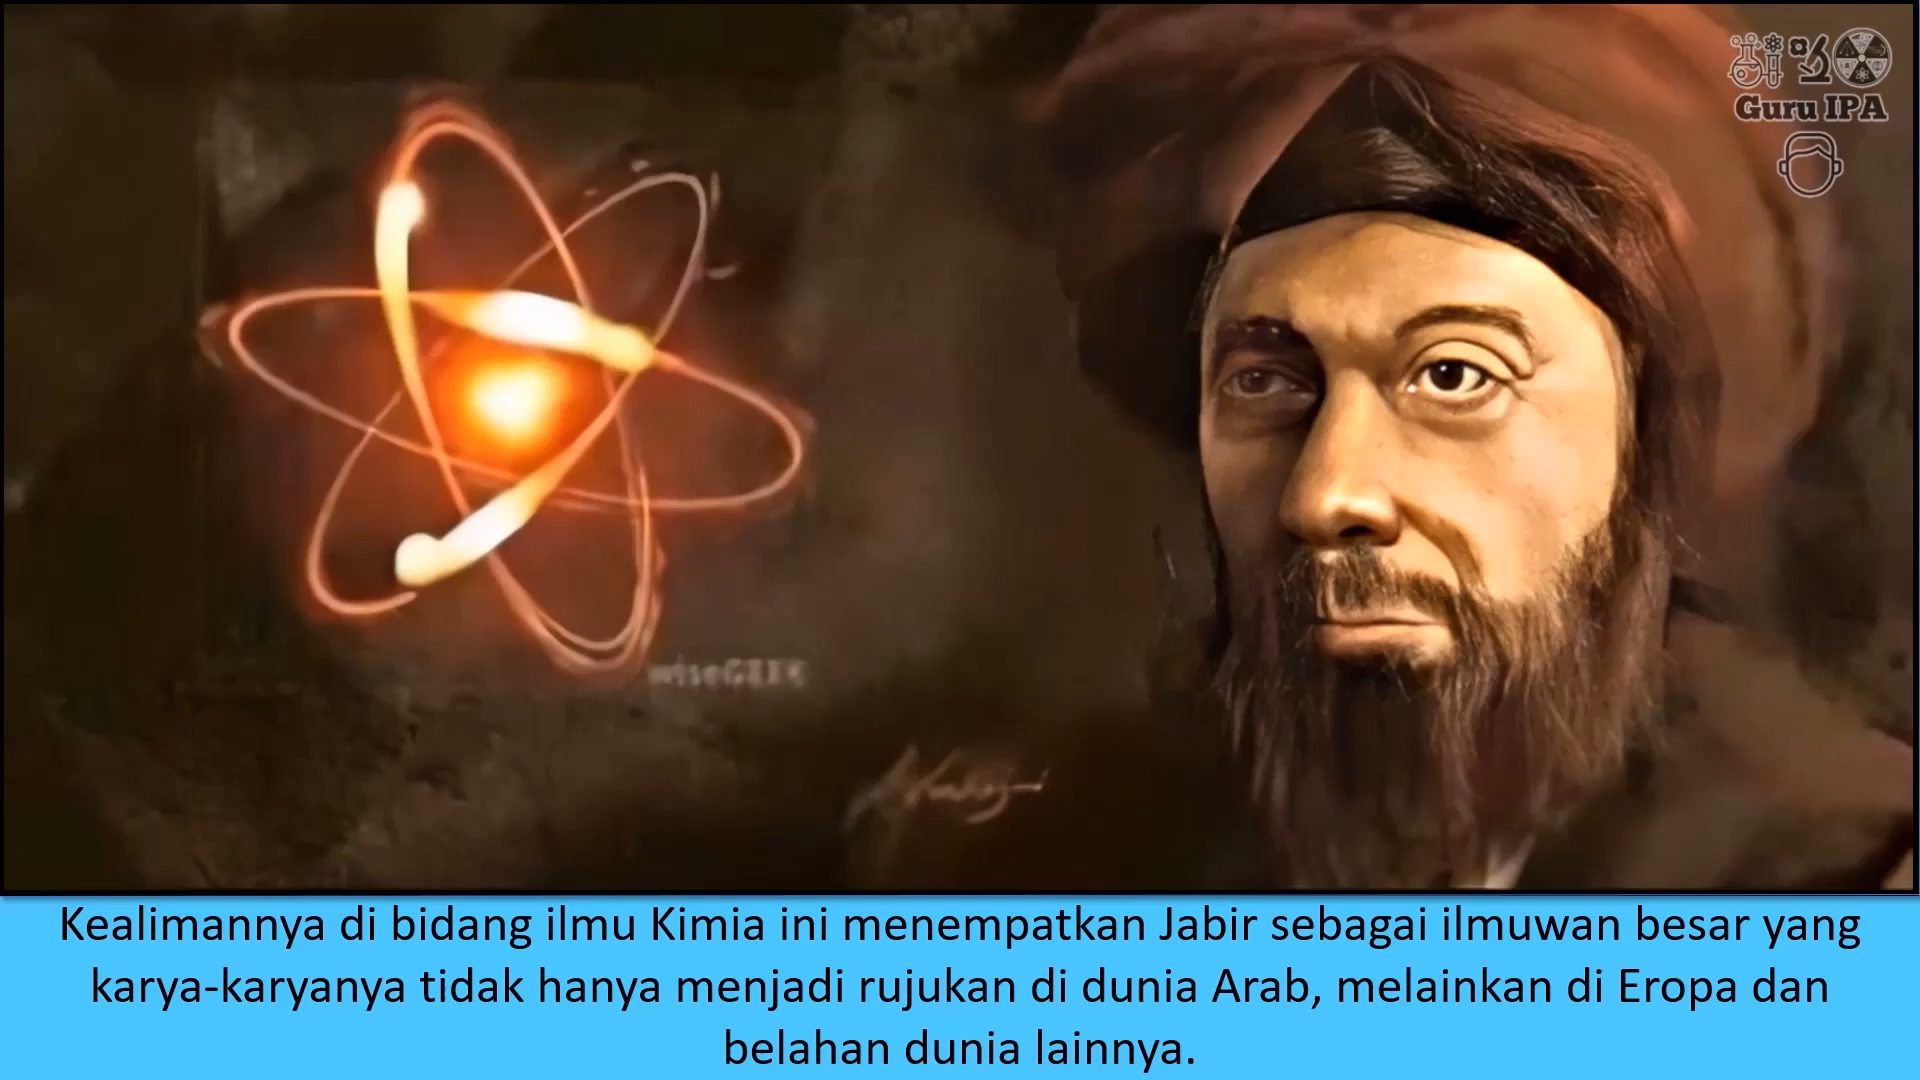 Guru IPA
wiseGEEK
Kealimannya di bidang ilmu Kimia ini menempatkan Jabir sebagai ilmuwan besar yang
karya-karyanya tidak hanya menjadi rujukan di dunia Arab, melainkan di Eropa dan
belahan dunia lainnya.